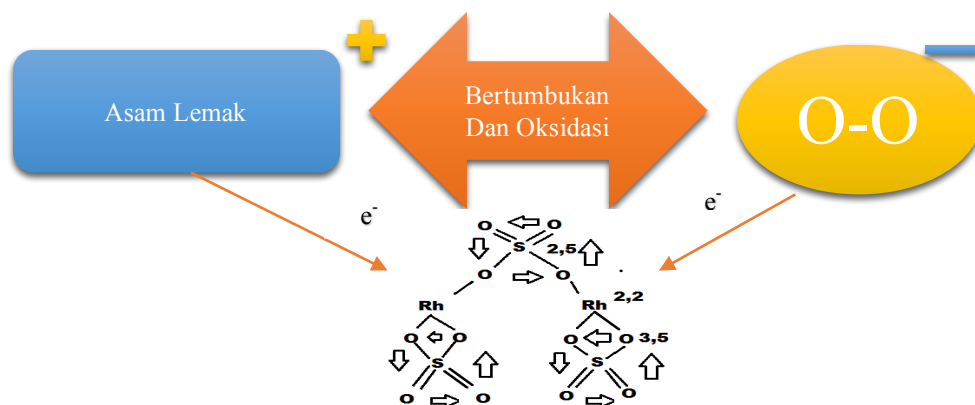 Asam Lemak
Bertumbukan
Dan Oksidasi
O-O
e-
e-
O O
S 2,5
O O
Rh Rh 2,2
O O O O 3,5
S S
O O O O